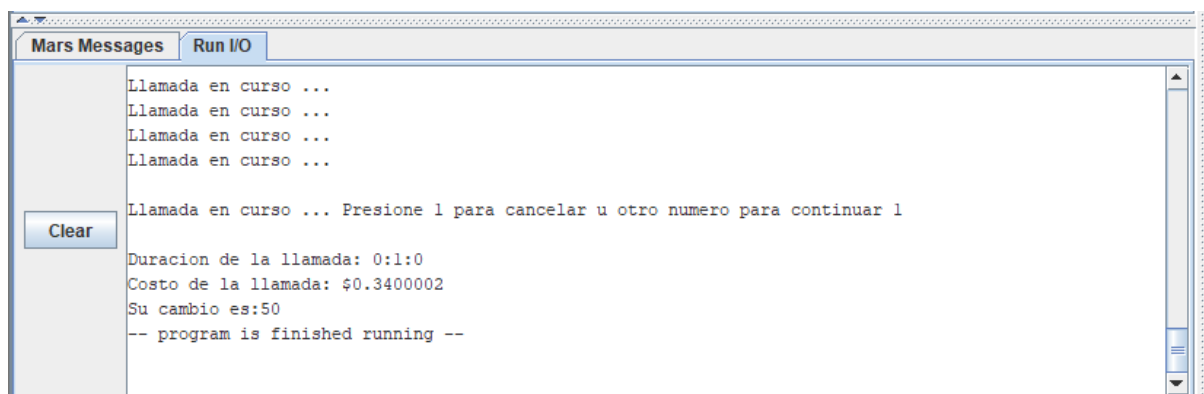 Mars Messages Run I/O
Llamada en curso ...
Llamada en curso ...
Llamada en curso ...
Llamada en curso ...
Llamada en curso ... Presione 1 para cancelar u otro numero para continuar 1
Clear
Duracion de la llamada: 0:1:0
Costo de la llamada: $0.3400002
Su cambio es:50
-- program is finished running --